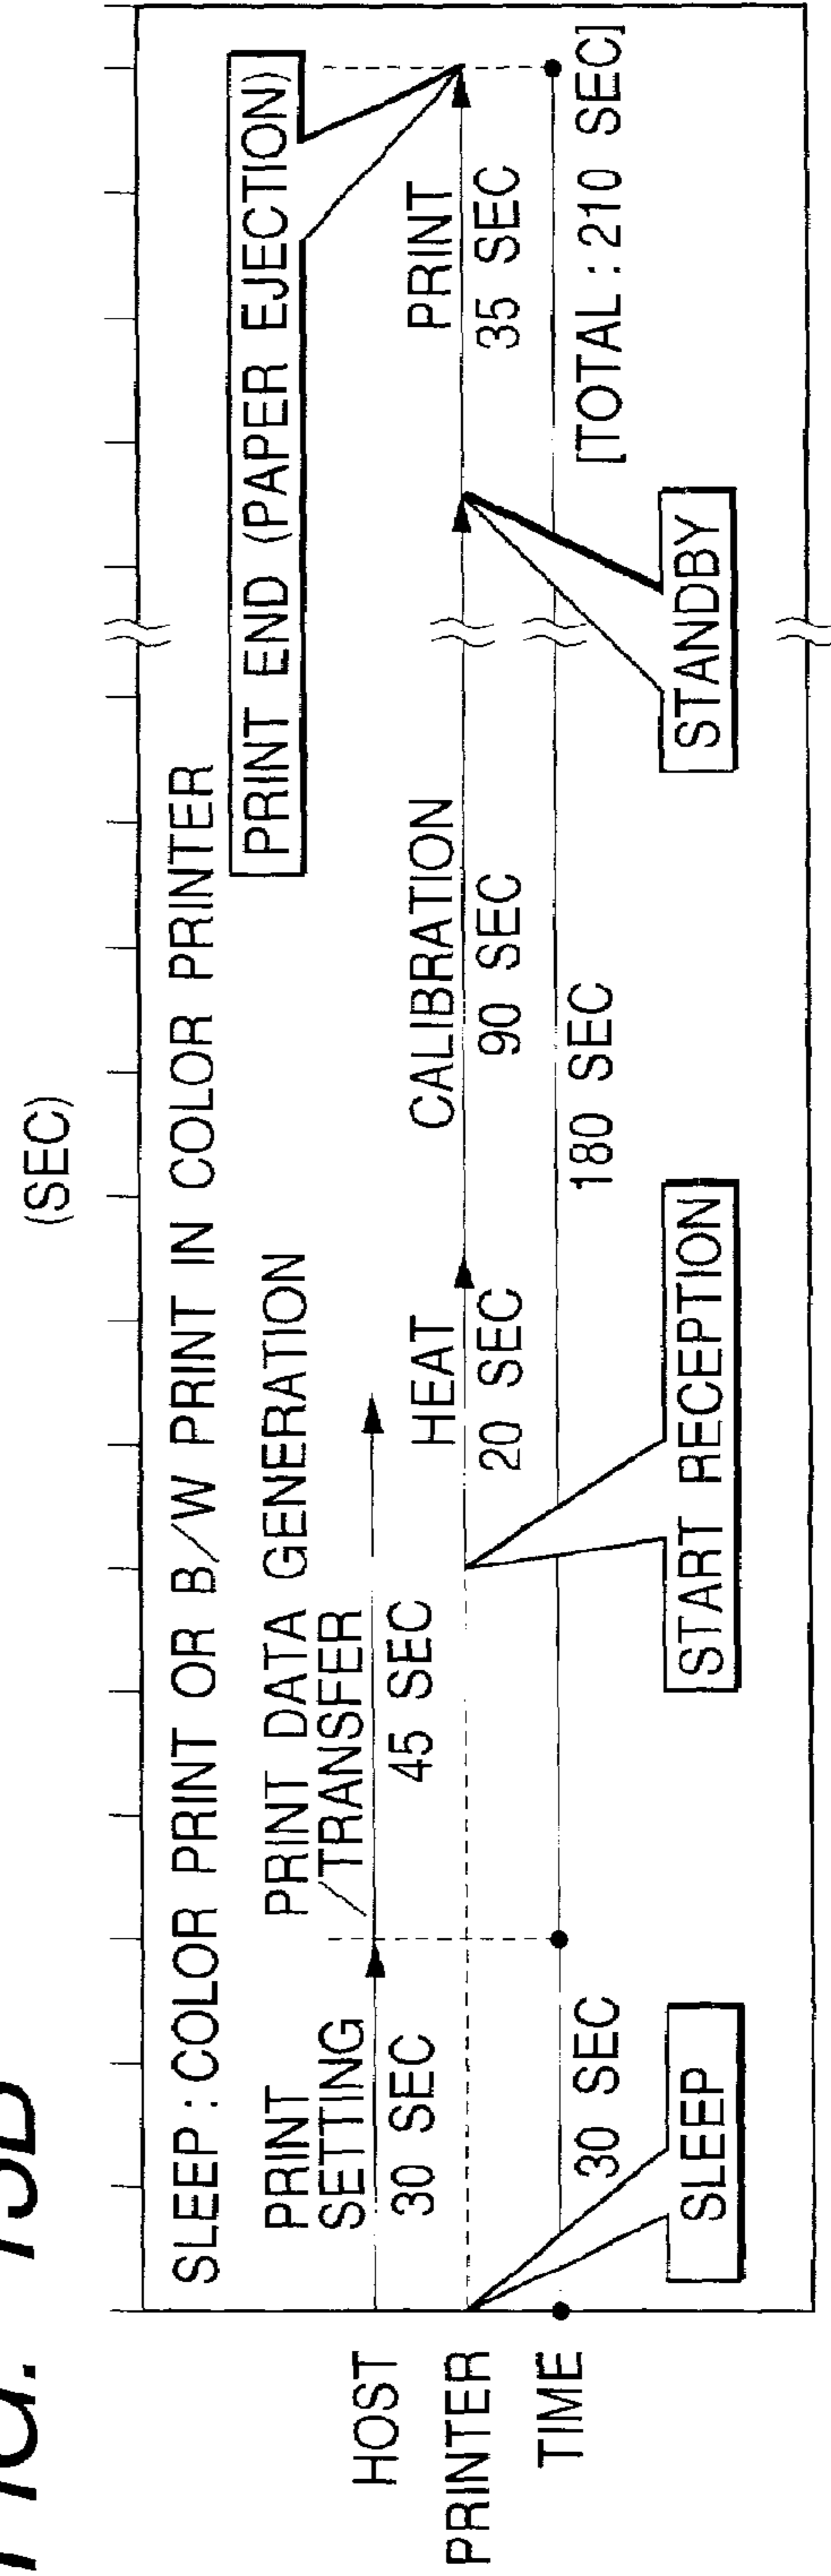 (SEC)
SLEEP : COLOR PRINT OR B/W PRINT IN COLOR PRINTER
PRINT END (PAPER EJECTION)
PRINT
SETTING
30 SEC
PRINT DATA GENERATION
/TRANSFER
45 SEC
HEAT
20 SEC
CALIBRATION
90 SEC
PRINT
35 SEC
HOST
PRINTER
TIME
30 SEC
180 SEC
[TOTAL : 210 SEC]
SLEEP
START RECEPTION
STANDBY